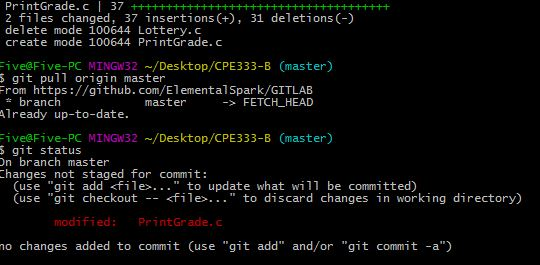 PrintGrade.c | 37 +++++++++++++++++++++++++++++++++++++
2 files changed, 37 insertions(+), 31 deletions(-)
delete mode 100644 Lottery.c
create mode 100644 PrintGrade.c
Five@Five-PC MINGW32 ~/Desktop/CPE333-B (master)
$ git pull origin master
From https://github.com/ElementalSpark/GITLAB
* branch            master     -> FETCH_HEAD
Already up-to-date.
Five@Five-PC MINGW32 ~/Desktop/CPE333-B (master)
$ git status
On branch master
Changes not staged for commit:
(use "git add <file>..." to update what will be committed)
(use "git checkout -- <file>..." to discard changes in working directory)
modified:   PrintGrade.c
no changes added to commit (use "git add" and/or "git commit -a")